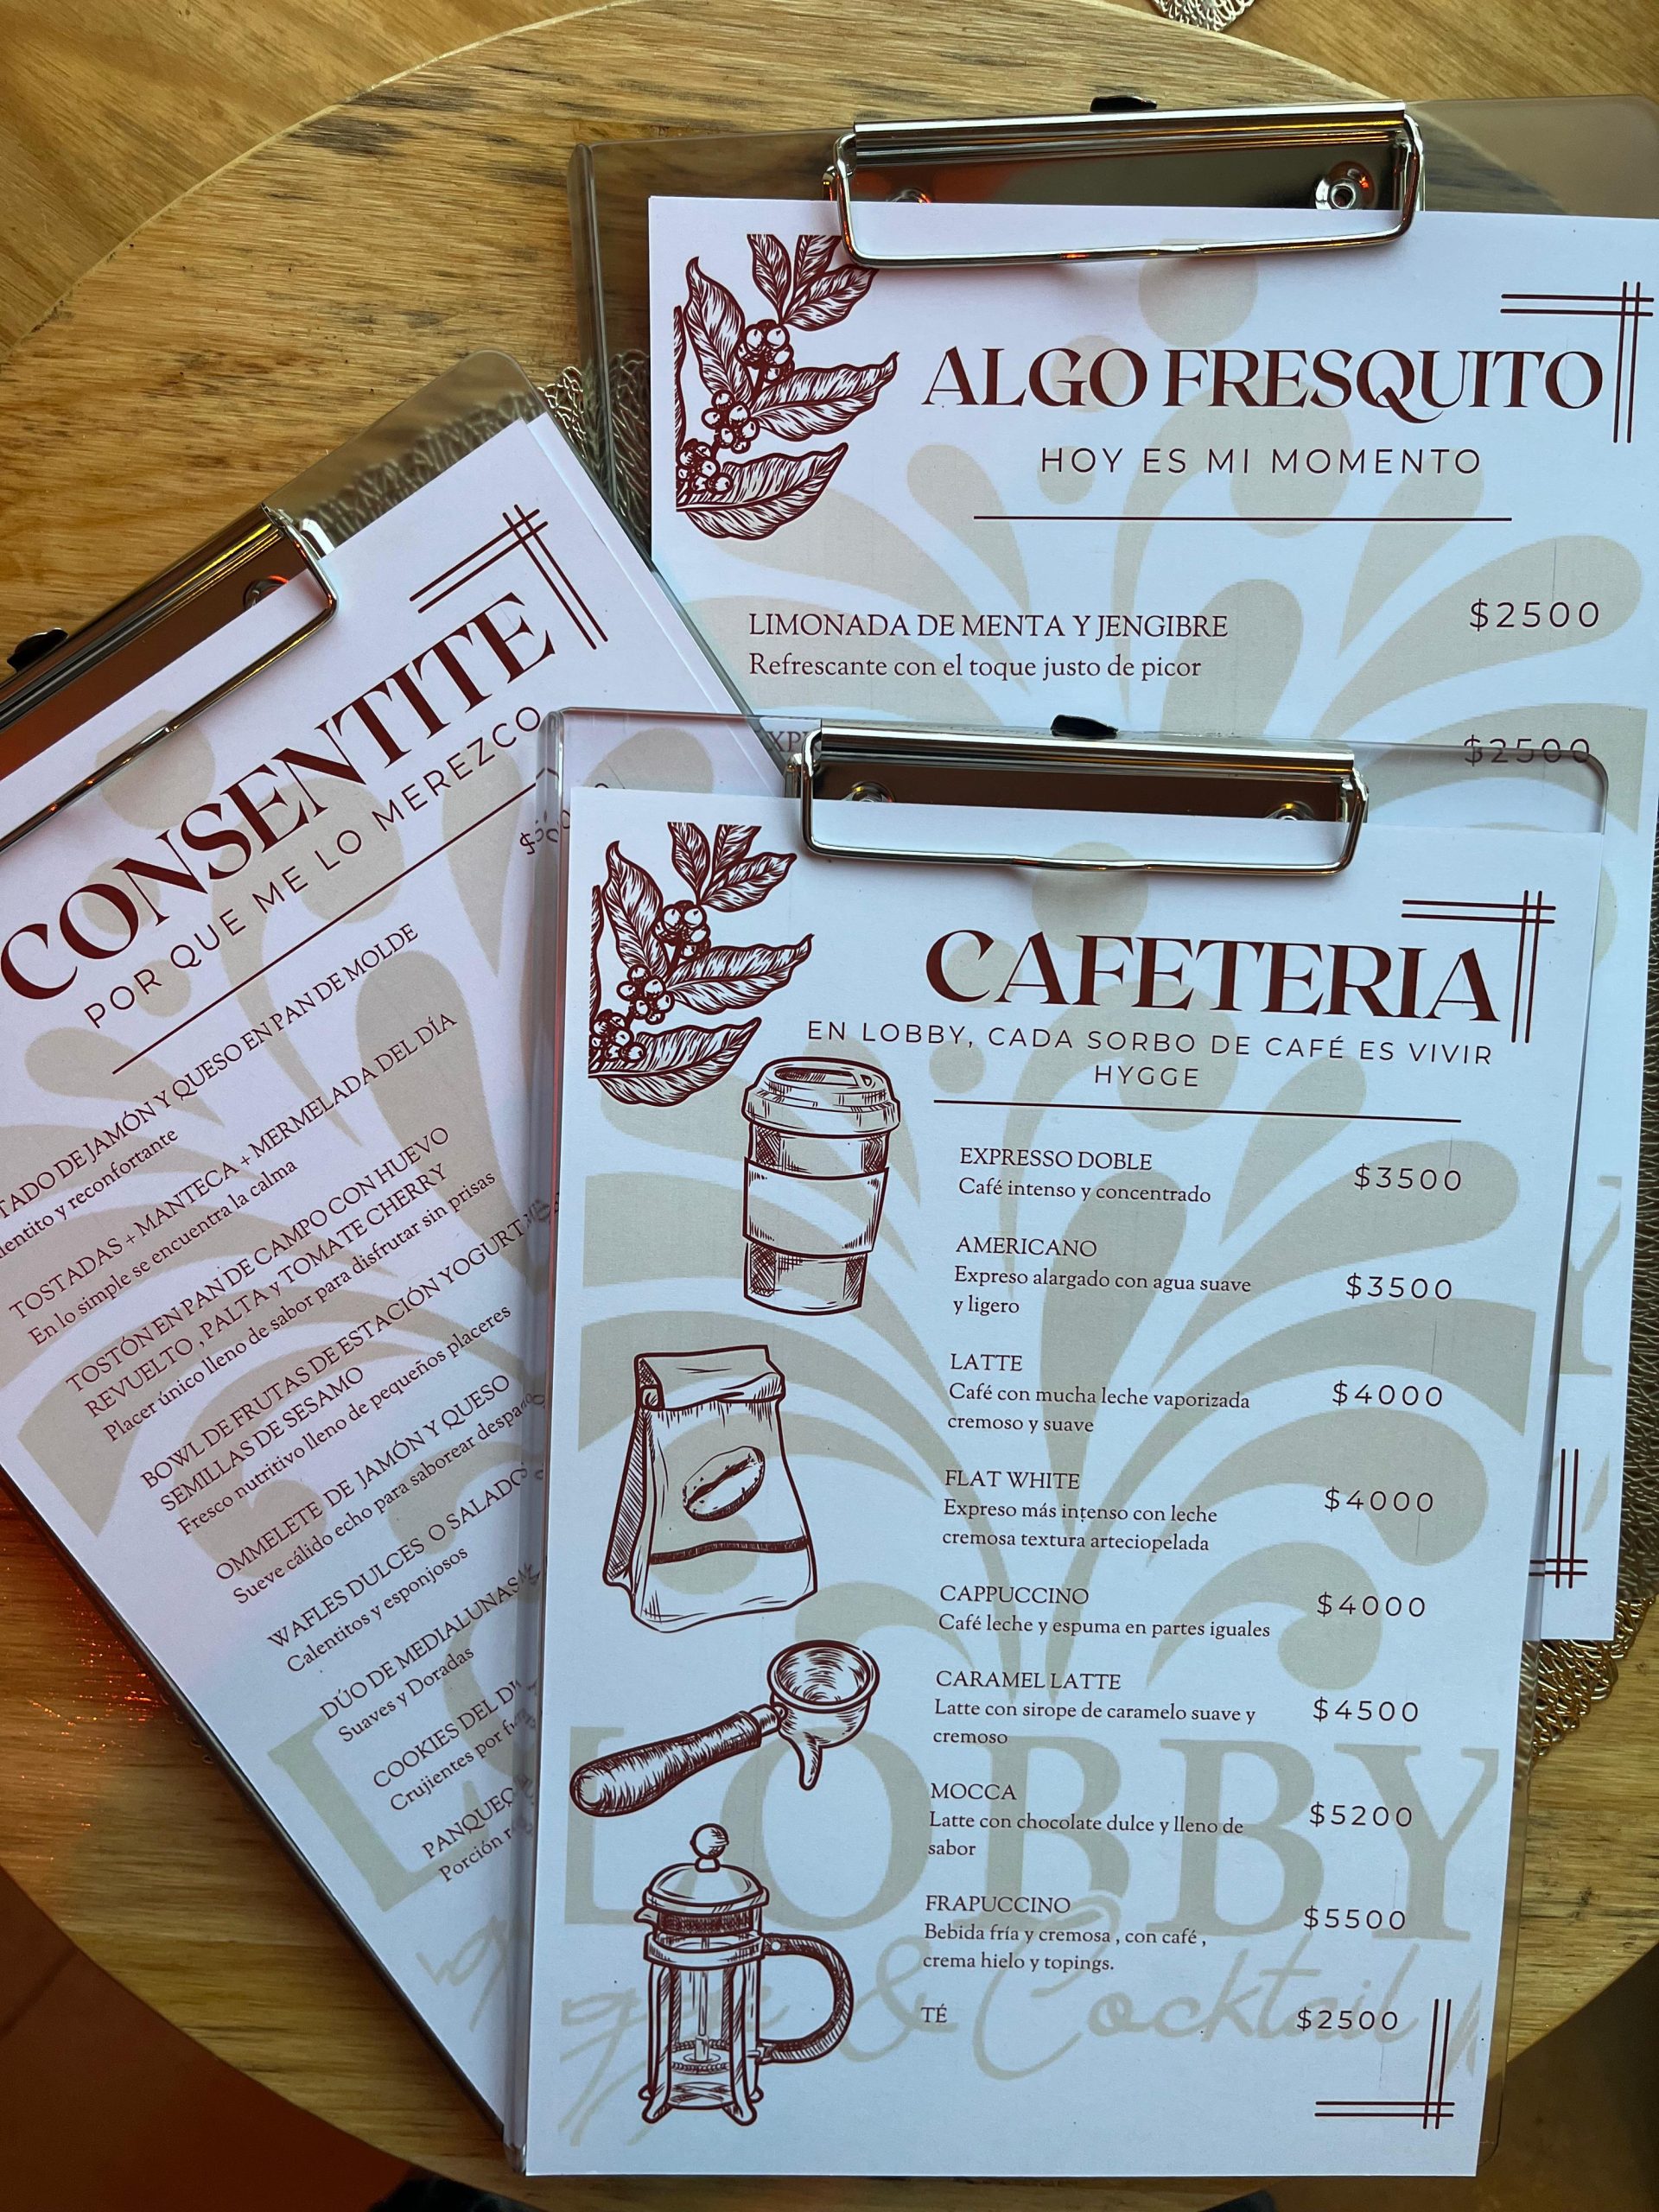 ALGO FRESQUITO
HOY ES MI MOMENTO
LIMONADA DE MENTA Y JENGIBRE
$2500
Refrescante con el toque justo de picor
$2500
CONSENTITE
POR QUE ME LO MEREZCO
JAMÓN Y QUESO EN PAN DE MOLDE
y reconfortante
TOSTADAS + MANTECA + MERMELADA DEL DÍA
En lo simple se encuentra la calma
TOSTÓN EN PAN DE CAMPO CON HUEVO
REVUELTO , PALTA y TOMATE CHERRY
Placer único lleno de sabor para disfrutar sin prisas
BOWL DE FRUTAS DE ESTACIÓN YOGURT
SEMILLAS DE SESAMO
Fresco nutritivo lleno de pequeños placeres
OMMELETE DE JAMÓN Y QUESO
Sueve cálido echo para saborear
WAFLES DULCES O SALADOS
Calentitos y esponjosos
DÚO DE MEDIALUNAS
Suaves y Doradas
COOKIES DEL
Crujientes por
Porción
CAFETERIA
EN LOBBY, CADA SORBO DE CAFÉ ES VIVIR
HYGGE
EXPRESSO DOBLE
Café intenso y concentrado
$3500
AMERICANO
Expreso alargado con agua suave
y ligero
$3500
LATTE
Café con mucha leche vaporizada
cremoso y suave
$4000
FLAT WHITE
Expreso más intenso con leche
cremosa textura arteciopelada
$4000
CAPPUCCINO
Café leche y espuma en partes iguales
$4000
CARAMEL LATTE
Latte con sirope de caramelo suave y
cremoso
$4500
MOCCA
Latte con chocolate dulce y lleno de
sabor
$5200
FRAPUCCINO
Bebida fría y cremosa , con café ,
crema hielo y topings.
$5500
TÉ
$2500
LOBBY
& Cocktail